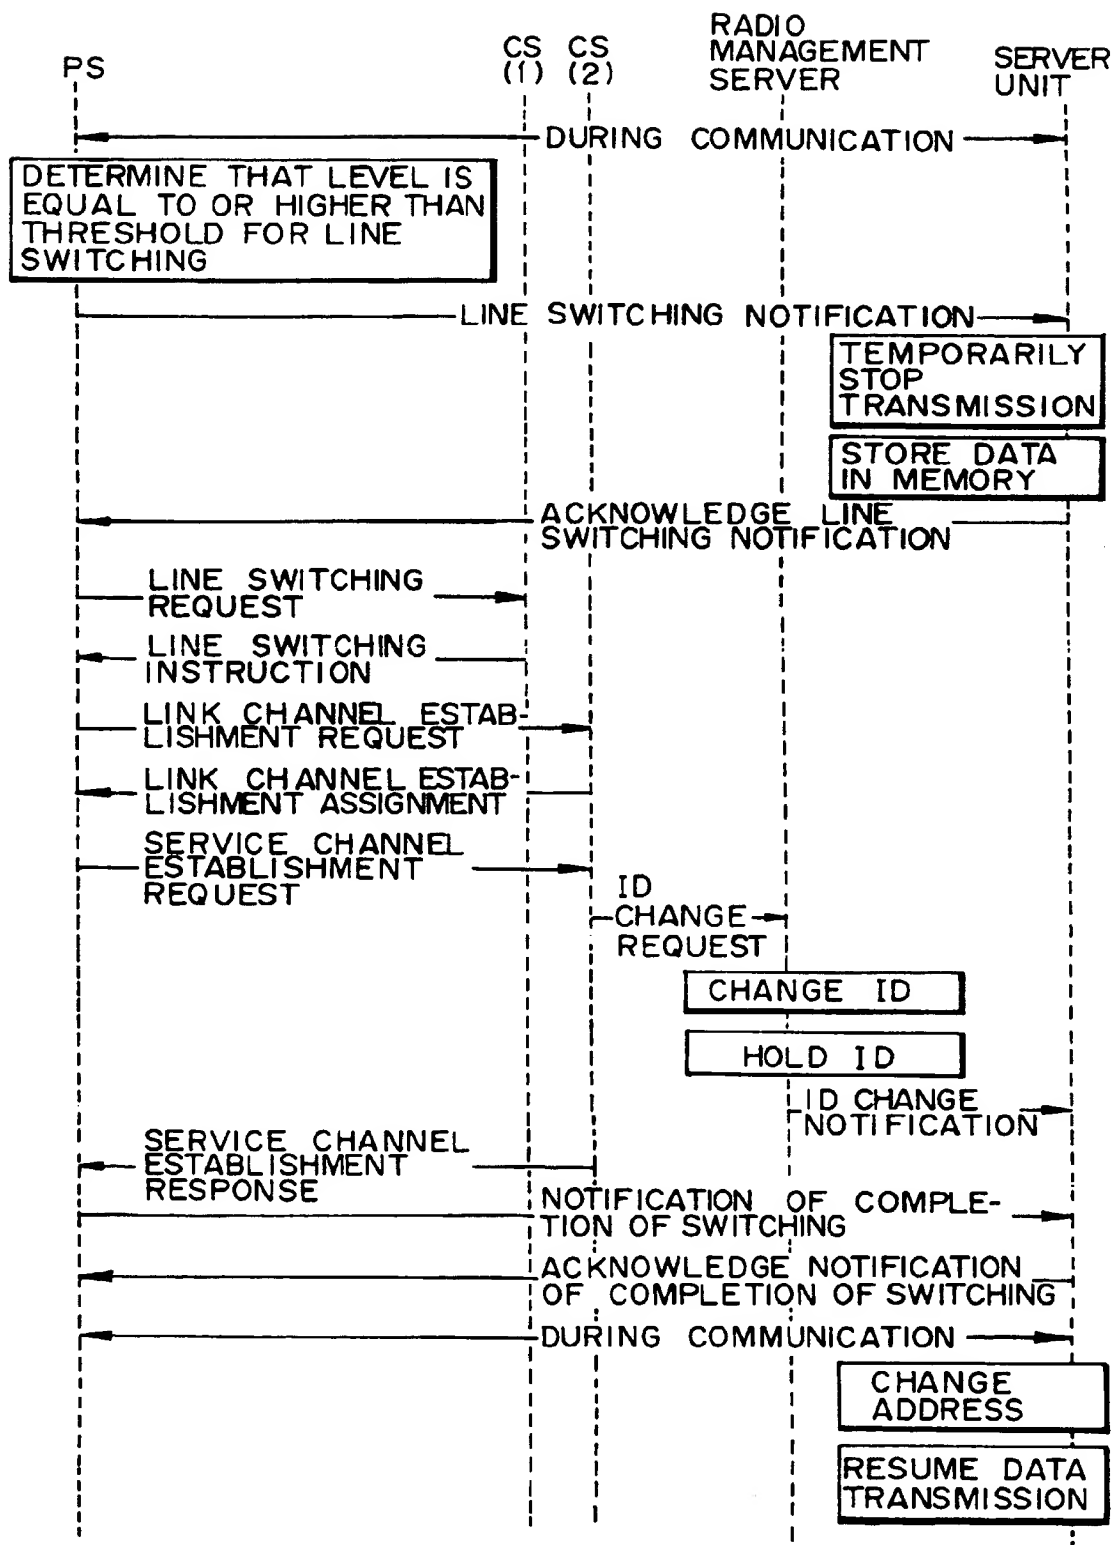 PS
CS
(1)
CS
(2)
RADIO
MANAGEMENT
SERVER
SERVER
UNIT
DURING COMMUNICATION
DETERMINE THAT LEVEL IS
EQUAL TO OR HIGHER THAN
THRESHOLD FOR LINE
SWITCHING
LINE SWITCHING NOTIFICATION
TEMPORARILY
STOP
TRANSMISSION
STORE DATA
IN MEMORY
ACKNOWLEDGE LINE
SWITCHING NOTIFICATION
LINE SWITCHING
REQUEST
LINE SWITCHING
INSTRUCTION
LINK CHANNEL ESTAB-
LISHMENT REQUEST
LINK CHANNEL ESTAB-
LISHMENT ASSIGNMENT
SERVICE CHANNEL
ESTABLISHMENT
REQUEST
ID
CHANGE
REQUEST
CHANGE ID
HOLD ID
ID CHANGE
NOTIFICATION
SERVICE CHANNEL
ESTABLISHMENT
RESPONSE
NOTIFICATION OF COMPLE-
TION OF SWITCHING
ACKNOWLEDGE NOTIFICATION
OF COMPLETION OF SWITCHING
DURING COMMUNICATION
CHANGE
ADDRESS
RESUME DATA
TRANSMISSION